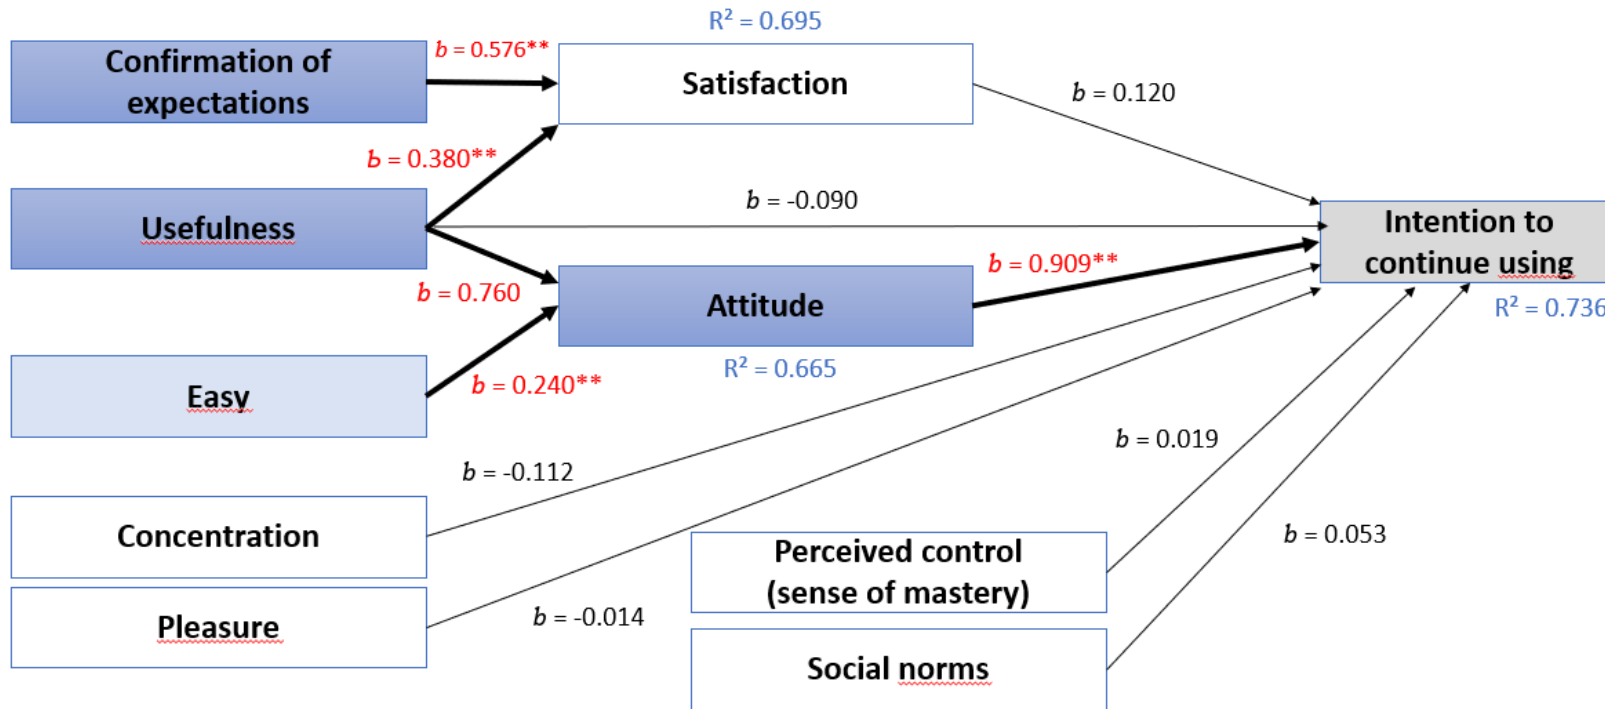 R² = 0.695
Confirmation of
expectations
b = 0.576**
Satisfaction
b = 0.120
b = 0.380**
Usefulness
b = -0.090
Intention to
continue using
R² = 0.736
b = 0.760
Attitude
b = 0.909**
R² = 0.665
Easy
b = 0.240**
b = -0.112
Concentration
Pleasure
b = -0.014
Perceived control
(sense of mastery)
b = 0.019
Social norms
b = 0.053